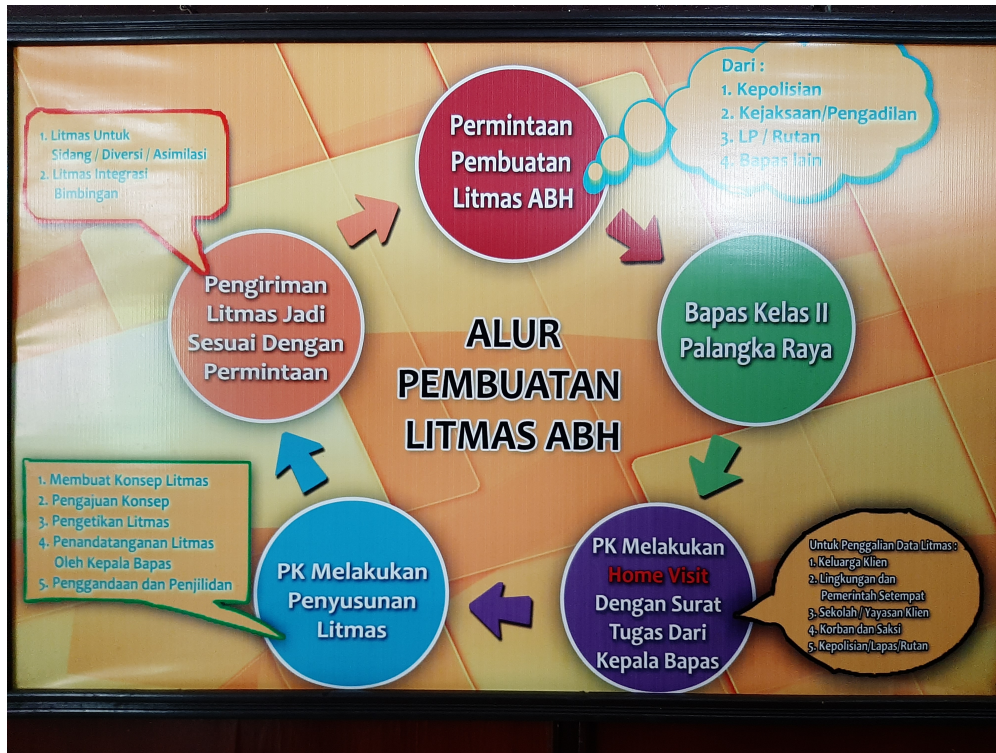 ALUR
PEMBUATAN
LITMAS ABH
Permintaan
Pembuatan
Litmas ABH
Dari :
1. Kepolisian
2. Kejaksaan/Pengadilan
3. LP / Rutan
4. Bapas lain
Bapas Kelas II
Palangka Raya
PK Melakukan
Home Visit
Dengan Surat
Tugas Dari
Kepala Bapas
Untuk Penggalian Data Litmas :
1. Keluarga Klien
2. Lingkungan dan
Pemerintah Setempat
3. Sekolah / Yayasan Klien
4. Korban dan Saksi
5. Kepolisian/Lapas/Rutan
PK Melakukan
Penyusunan
Litmas
1. Membuat Konsep Litmas
2. Pengajuan Konsep
3. Pengetikan Litmas
4. Penandatanganan Litmas
Oleh Kepala Bapas
5. Penggandaan dan Penjilidan
Pengiriman
Litmas Jadi
Sesuai Dengan
Permintaan
1. Litmas Untuk
Sidang / Diversi / Asimilasi
2. Litmas Integrasi
Bimbingan